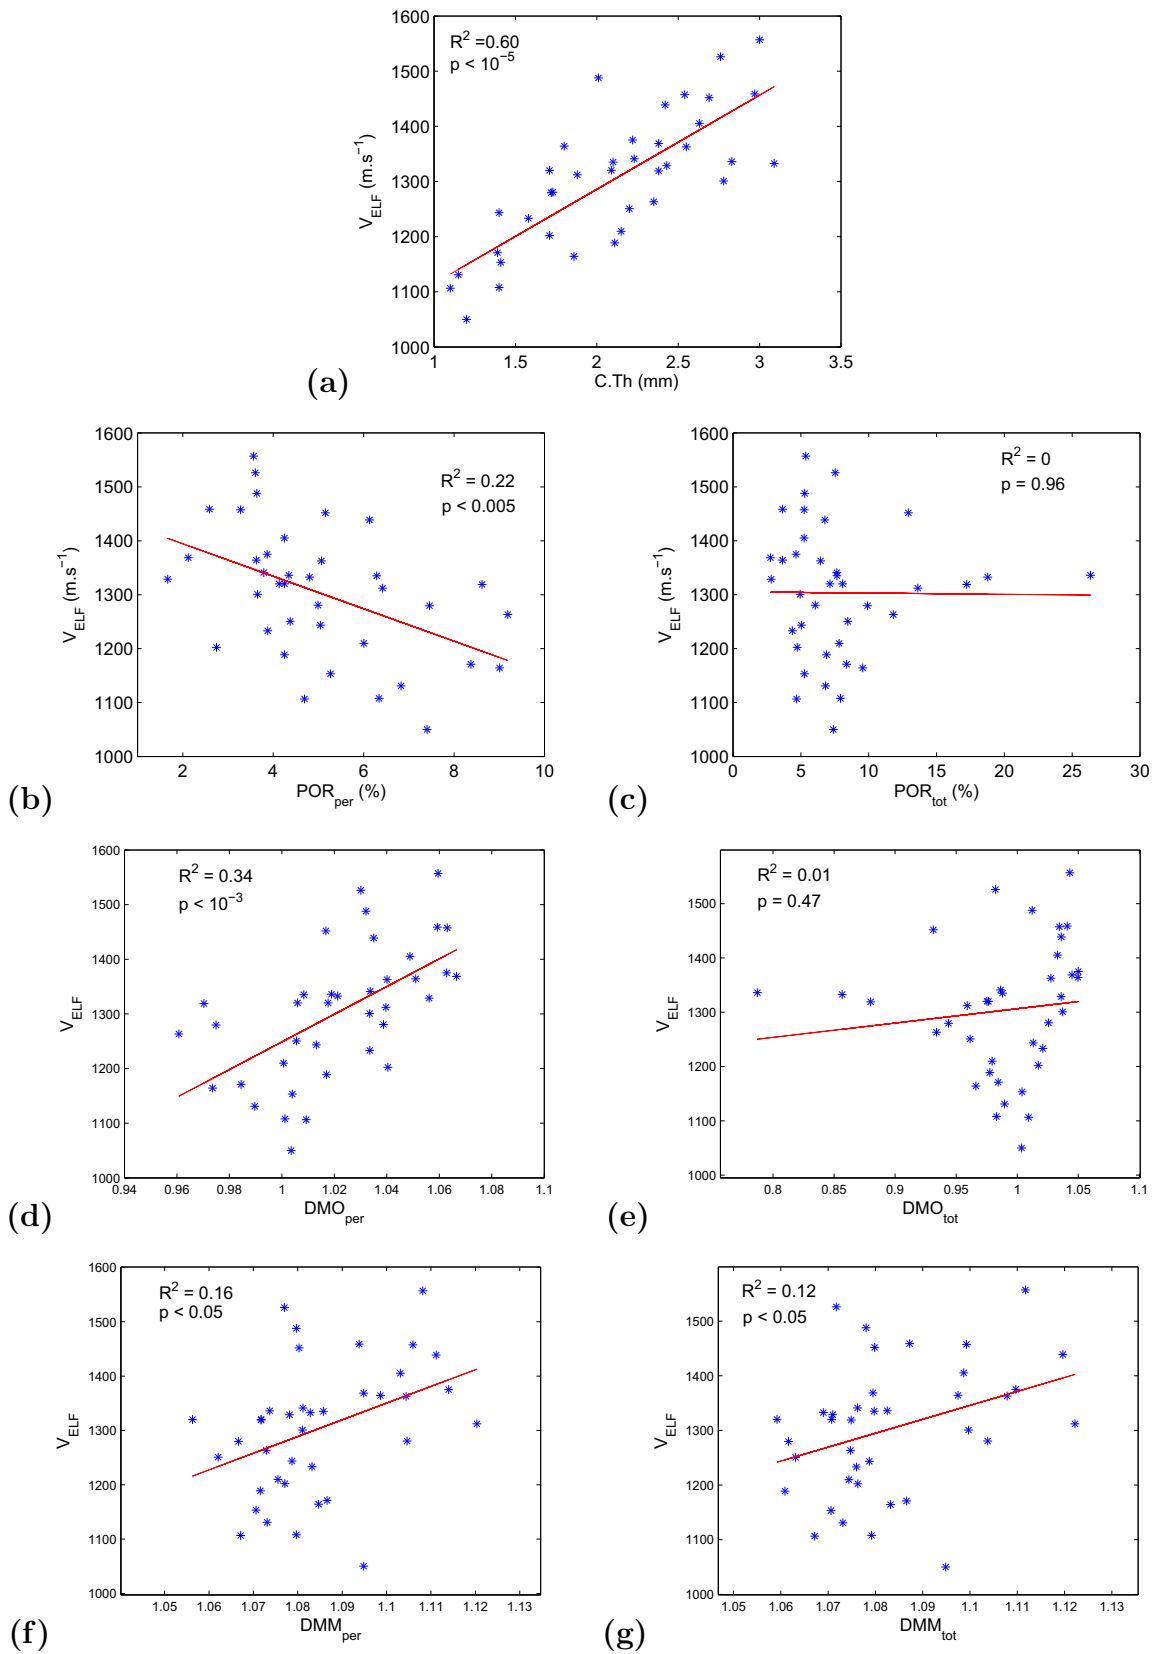 1600
1500
1400
1300
1200
1100
1000
V_ELF (m.s⁻¹)
R² =0.60
p < 10⁻⁵
1 1.5 2 2.5 3 3.5
C.Th (mm)
(a)
1600
1500
1400
1300
1200
1100
1000
V_ELF (m.s⁻¹)
R² = 0.22
p < 0.005
2 4 6 8 10
POR_per (%)
(b)
1600
1500
1400
1300
1200
1100
1000
V_ELF (m.s⁻¹)
R² = 0
p = 0.96
0 5 10 15 20 25 30
POR_tot (%)
(c)
1600
1500
1400
1300
1200
1100
1000
V_ELF
R² = 0.34
p < 10⁻³
0.94 0.96 0.98 1 1.02 1.04 1.06 1.08 1.1
DMO_per
(d)
1500
1400
1300
1200
1100
1000
V_ELF
R² = 0.01
p = 0.47
0.8 0.85 0.9 0.95 1 1.05 1.1
DMO_tot
(e)
1600
1500
1400
1300
1200
1100
1000
V_ELF
R² = 0.16
p < 0.05
1.05 1.06 1.07 1.08 1.09 1.1 1.11 1.12 1.13
DMM_per
(f)
1500
1400
1300
1200
1100
1000
V_ELF
R² = 0.12
p < 0.05
1.05 1.06 1.07 1.08 1.09 1.1 1.11 1.12 1.13
DMM_tot
(g)